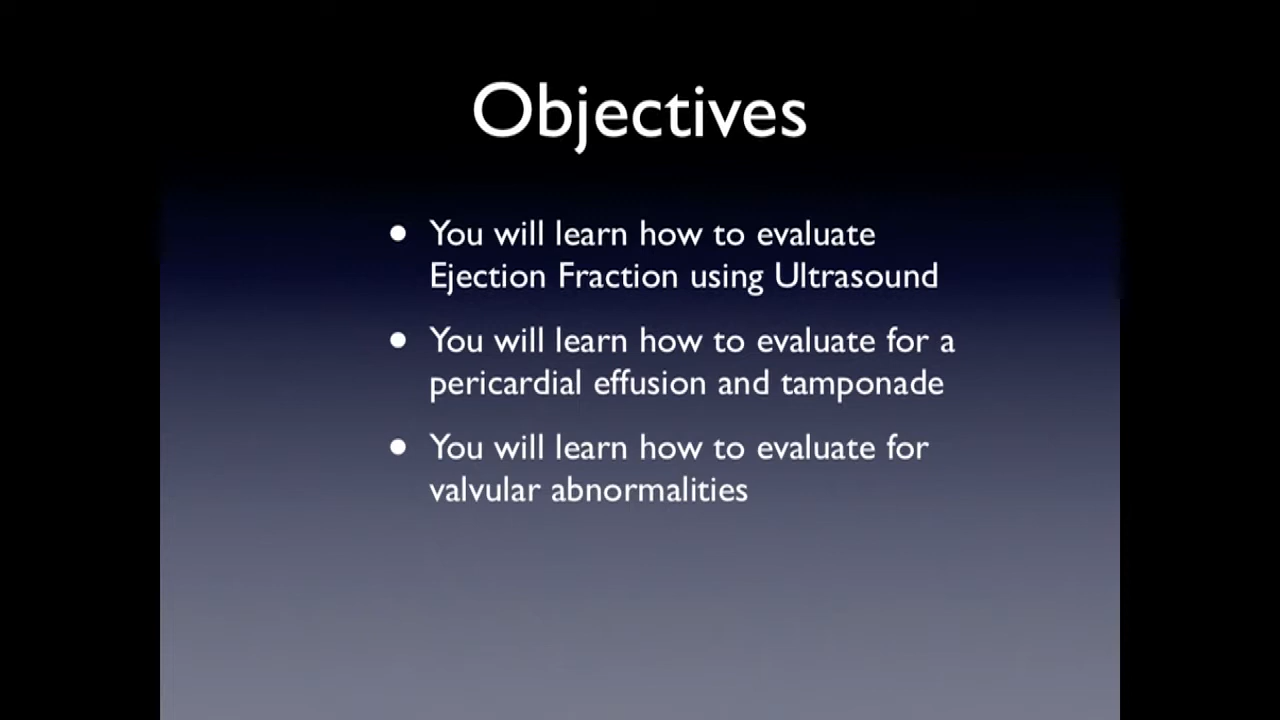 Objectives
• You will learn how to evaluate
Ejection Fraction using Ultrasound
• You will learn how to evaluate for a
pericardial effusion and tamponade
• You will learn how to evaluate for
valvular abnormalities